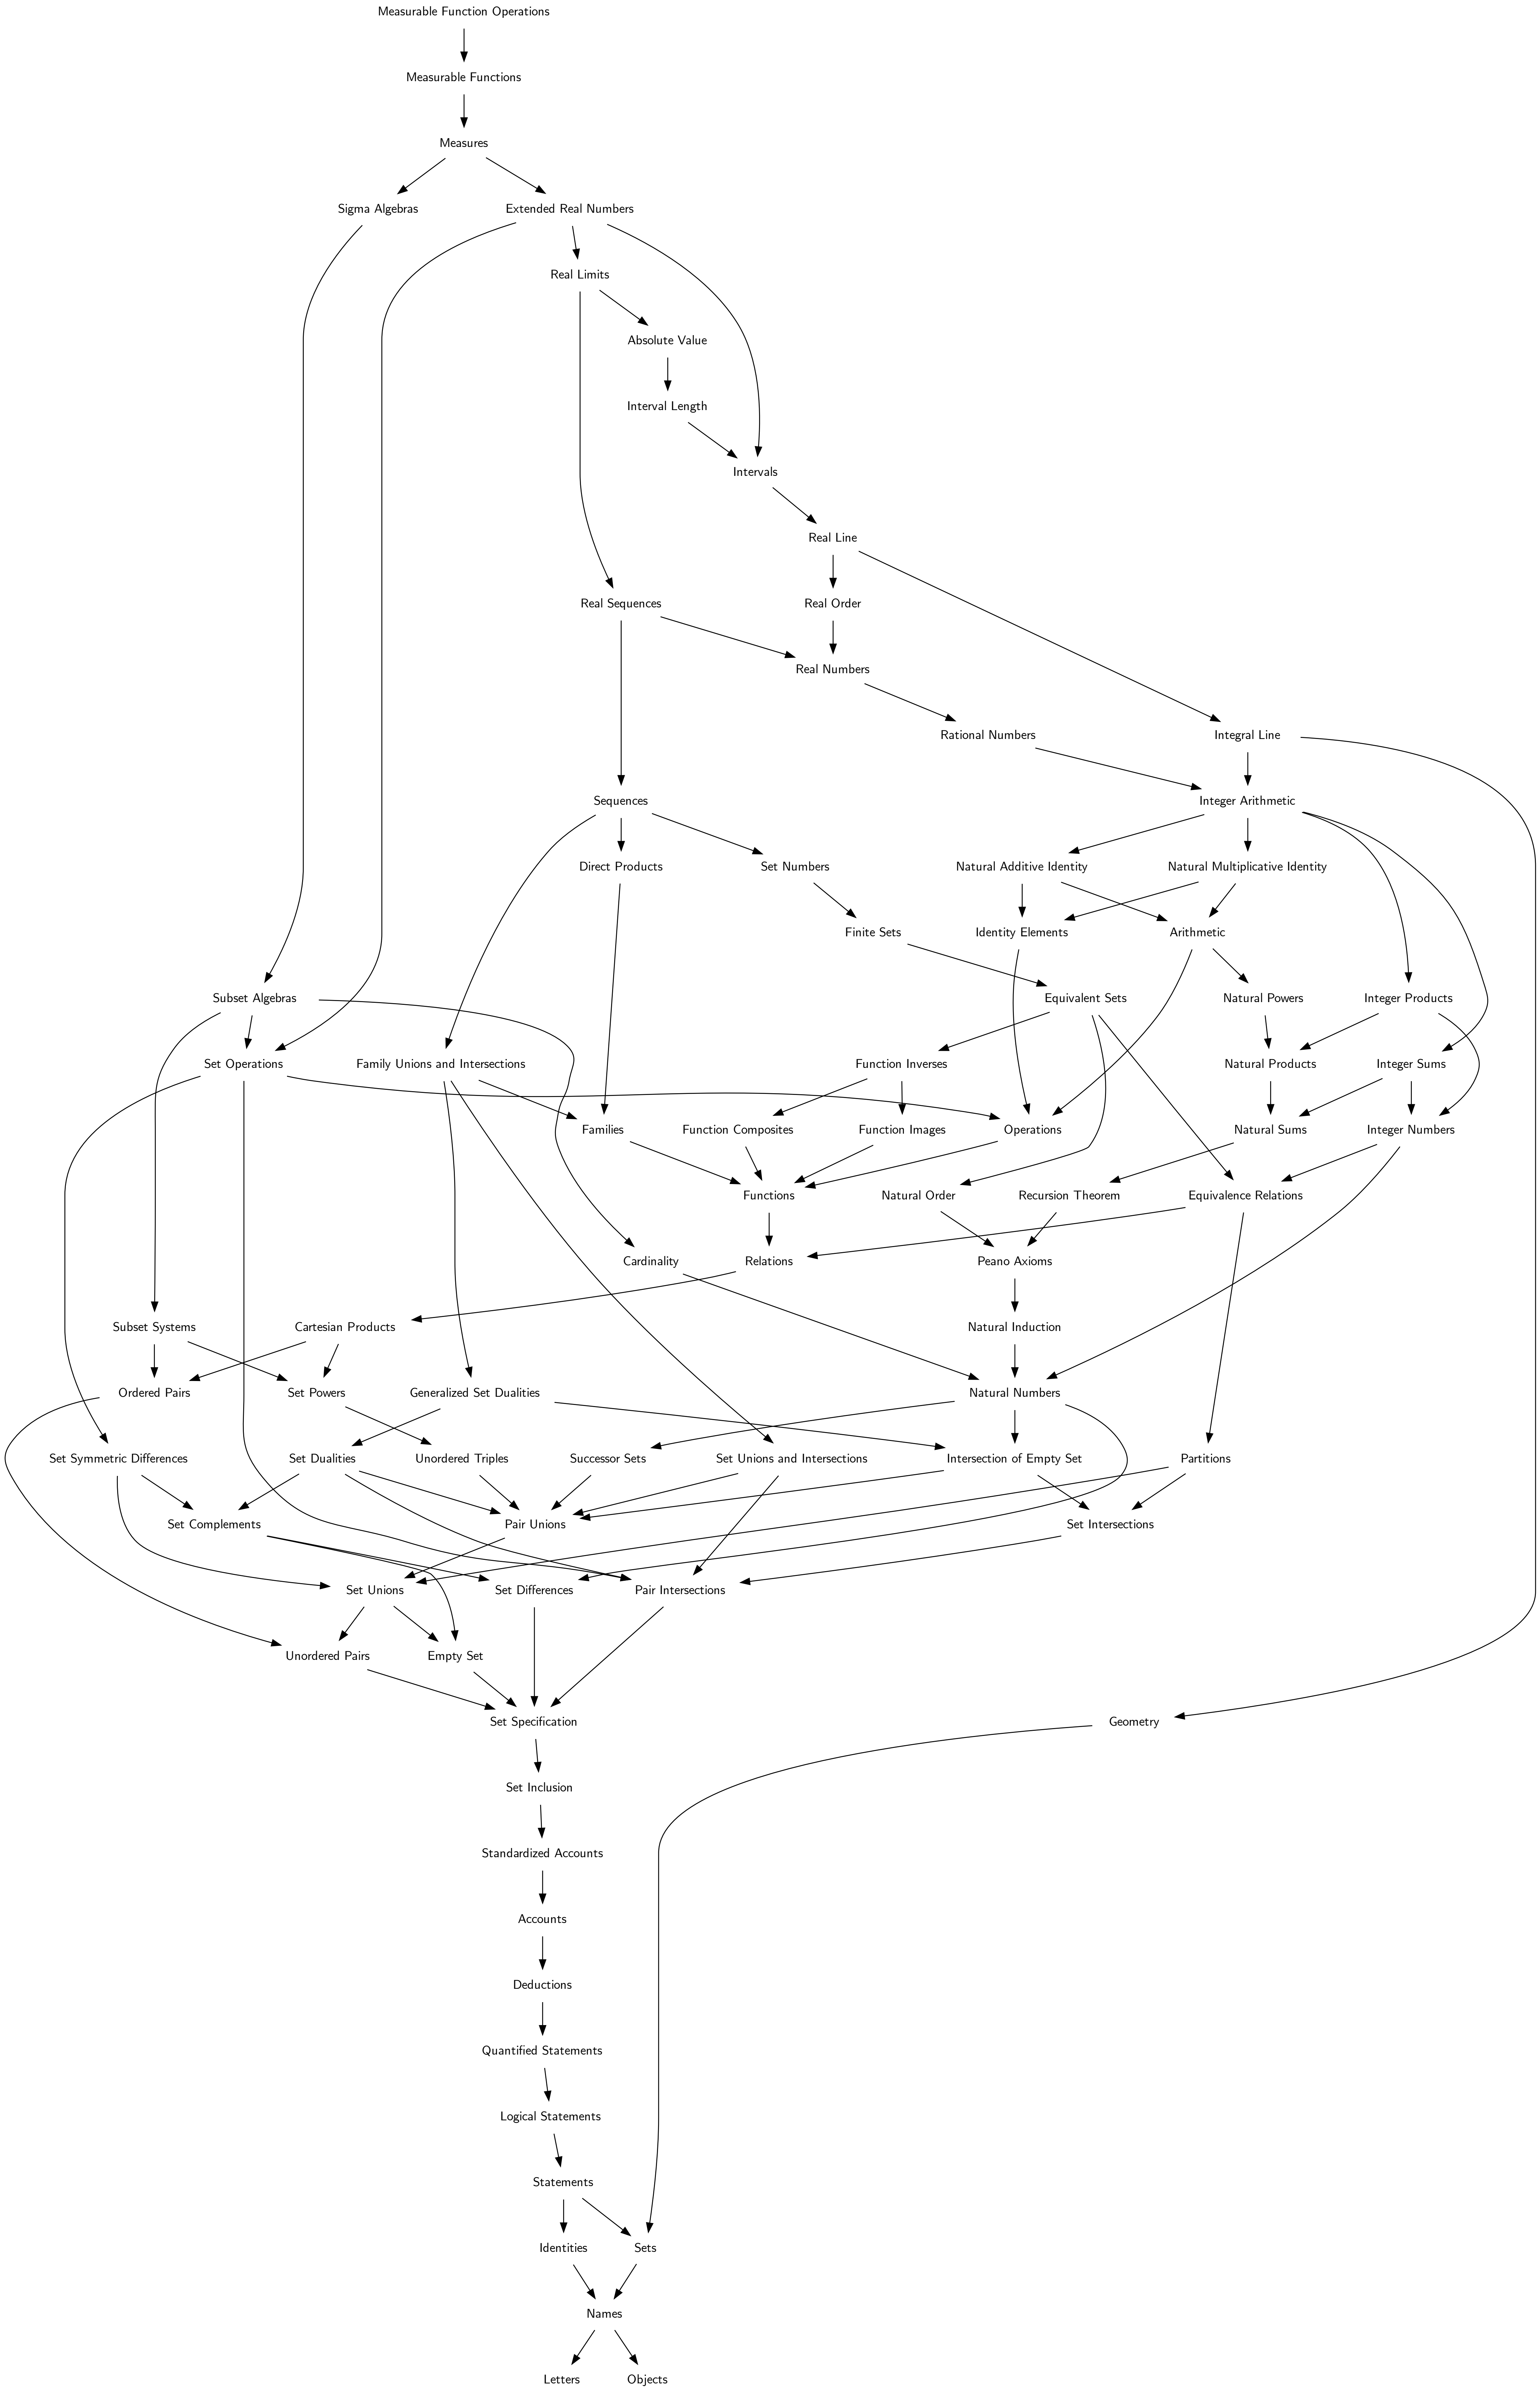 Measurable Function Operations
Measurable Functions
Measures
Sigma Algebras
Extended Real Numbers
Real Limits
Absolute Value
Interval Length
Intervals
Real Line
Real Sequences
Real Order
Real Numbers
Rational Numbers
Integral Line
Sequences
Integer Arithmetic
Direct Products
Set Numbers
Natural Additive Identity
Natural Multiplicative Identity
Finite Sets
Identity Elements
Arithmetic
Subset Algebras
Equivalent Sets
Natural Powers
Integer Products
Set Operations
Family Unions and Intersections
Function Inverses
Natural Products
Integer Sums
Families
Function Composites
Function Images
Operations
Natural Sums
Integer Numbers
Functions
Natural Order
Recursion Theorem
Equivalence Relations
Cardinality
Relations
Peano Axioms
Subset Systems
Cartesian Products
Natural Induction
Ordered Pairs
Set Powers
Generalized Set Dualities
Natural Numbers
Set Symmetric Differences
Set Dualities
Unordered Triples
Successor Sets
Set Unions and Intersections
Intersection of Empty Set
Partitions
Set Complements
Pair Unions
Set Intersections
Set Unions
Set Differences
Pair Intersections
Unordered Pairs
Empty Set
Set Specification
Geometry
Set Inclusion
Standardized Accounts
Accounts
Deductions
Quantified Statements
Logical Statements
Statements
Identities
Sets
Names
Letters
Objects